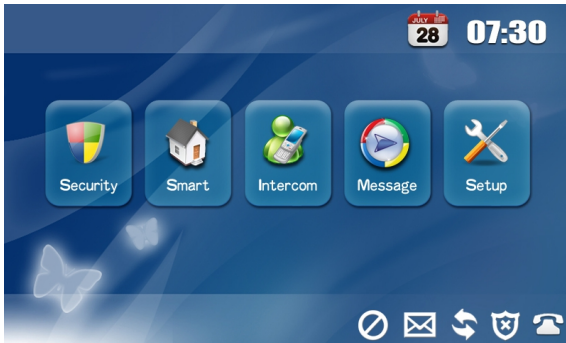 JULY
28
07:30
Security
Smart
Intercom
Message
Setup